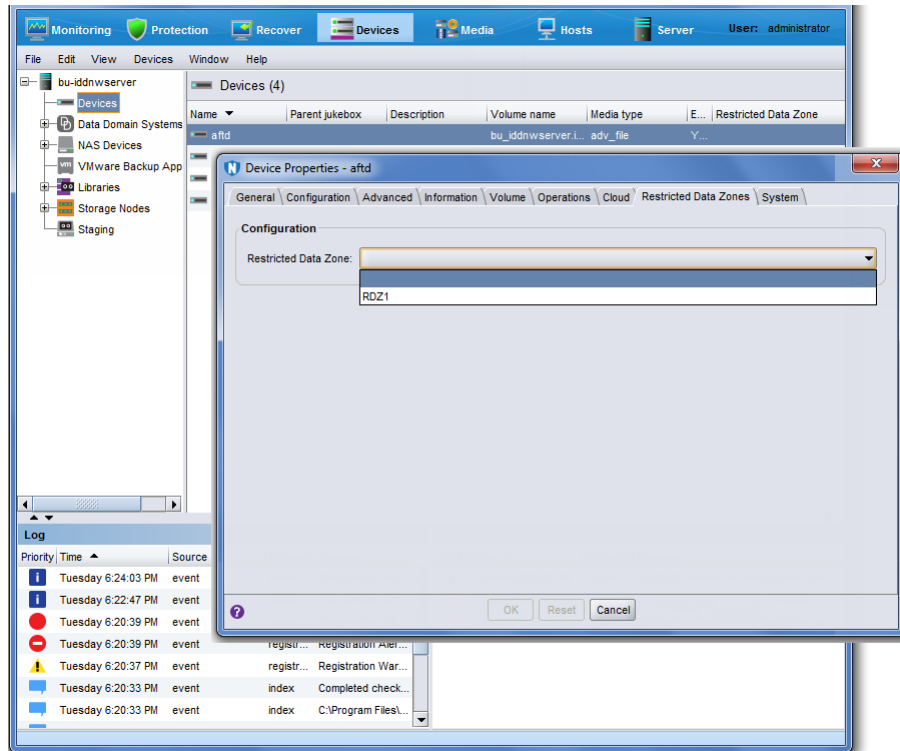 Monitoring Protection Recover Devices Media Hosts Server User: administrator
File Edit View Devices Window Help
bu-iddnwserver
Devices
Data Domain Systems
NAS Devices
VMware Backup App
Libraries
Storage Nodes
Staging
Devices (4)
Name Parent jukebox Description Volume name Media type E... Restricted Data Zone
aftd bu_iddnwserver.i... adv_file Y...
Device Properties - aftd
General Configuration Advanced Information Volume Operations Cloud Restricted Data Zones System
Configuration
Restricted Data Zone:
RDZ1
OK Reset Cancel
Log
Priority Time Source
Tuesday 6:24:03 PM event
Tuesday 6:22:47 PM event
Tuesday 6:20:39 PM event
Tuesday 6:20:39 PM event registr... Registration Aler...
Tuesday 6:20:37 PM event registr... Registration War...
Tuesday 6:20:33 PM event index Completed check...
Tuesday 6:20:33 PM event index C:\Program Files\...